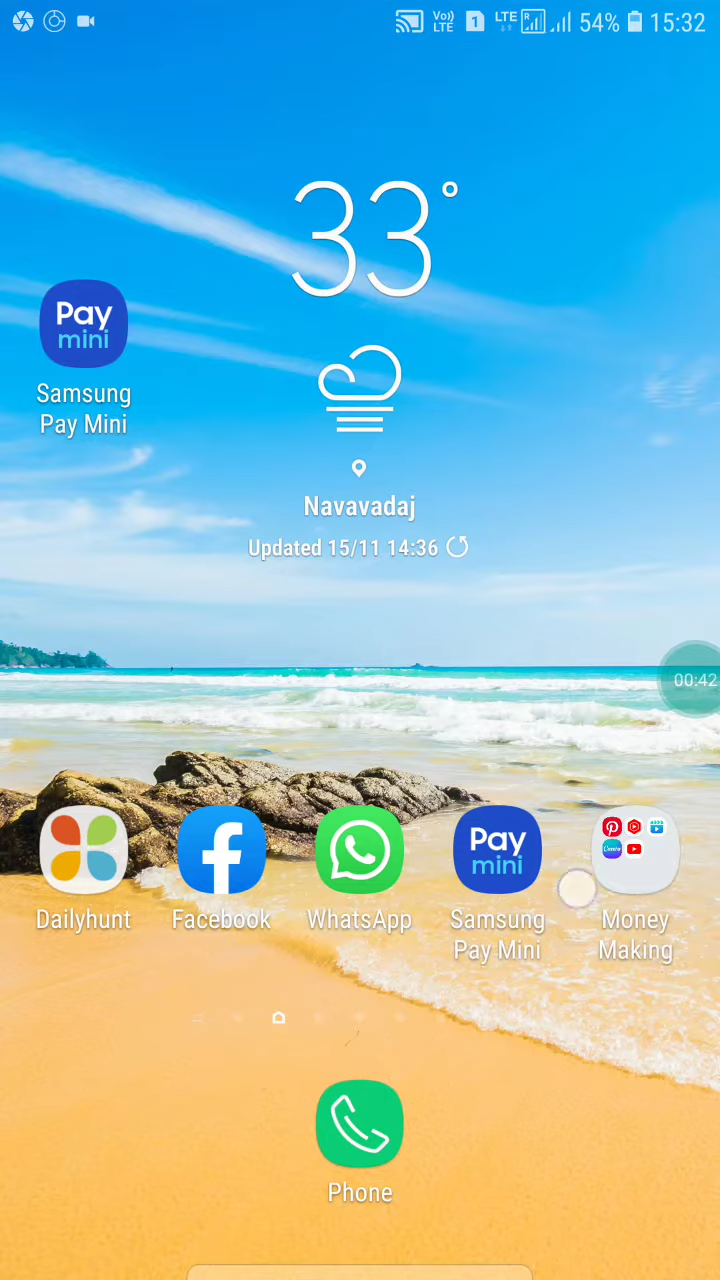 Vo)) LTE 1 LTE R 54% 15:32
33°
Pay
mini
Samsung
Pay Mini
Navavadaj
Updated 15/11 14:36
00:42
Pay
mini
Canva
Dailyhunt Facebook WhatsApp Samsung Money
Pay Mini Making
Phone